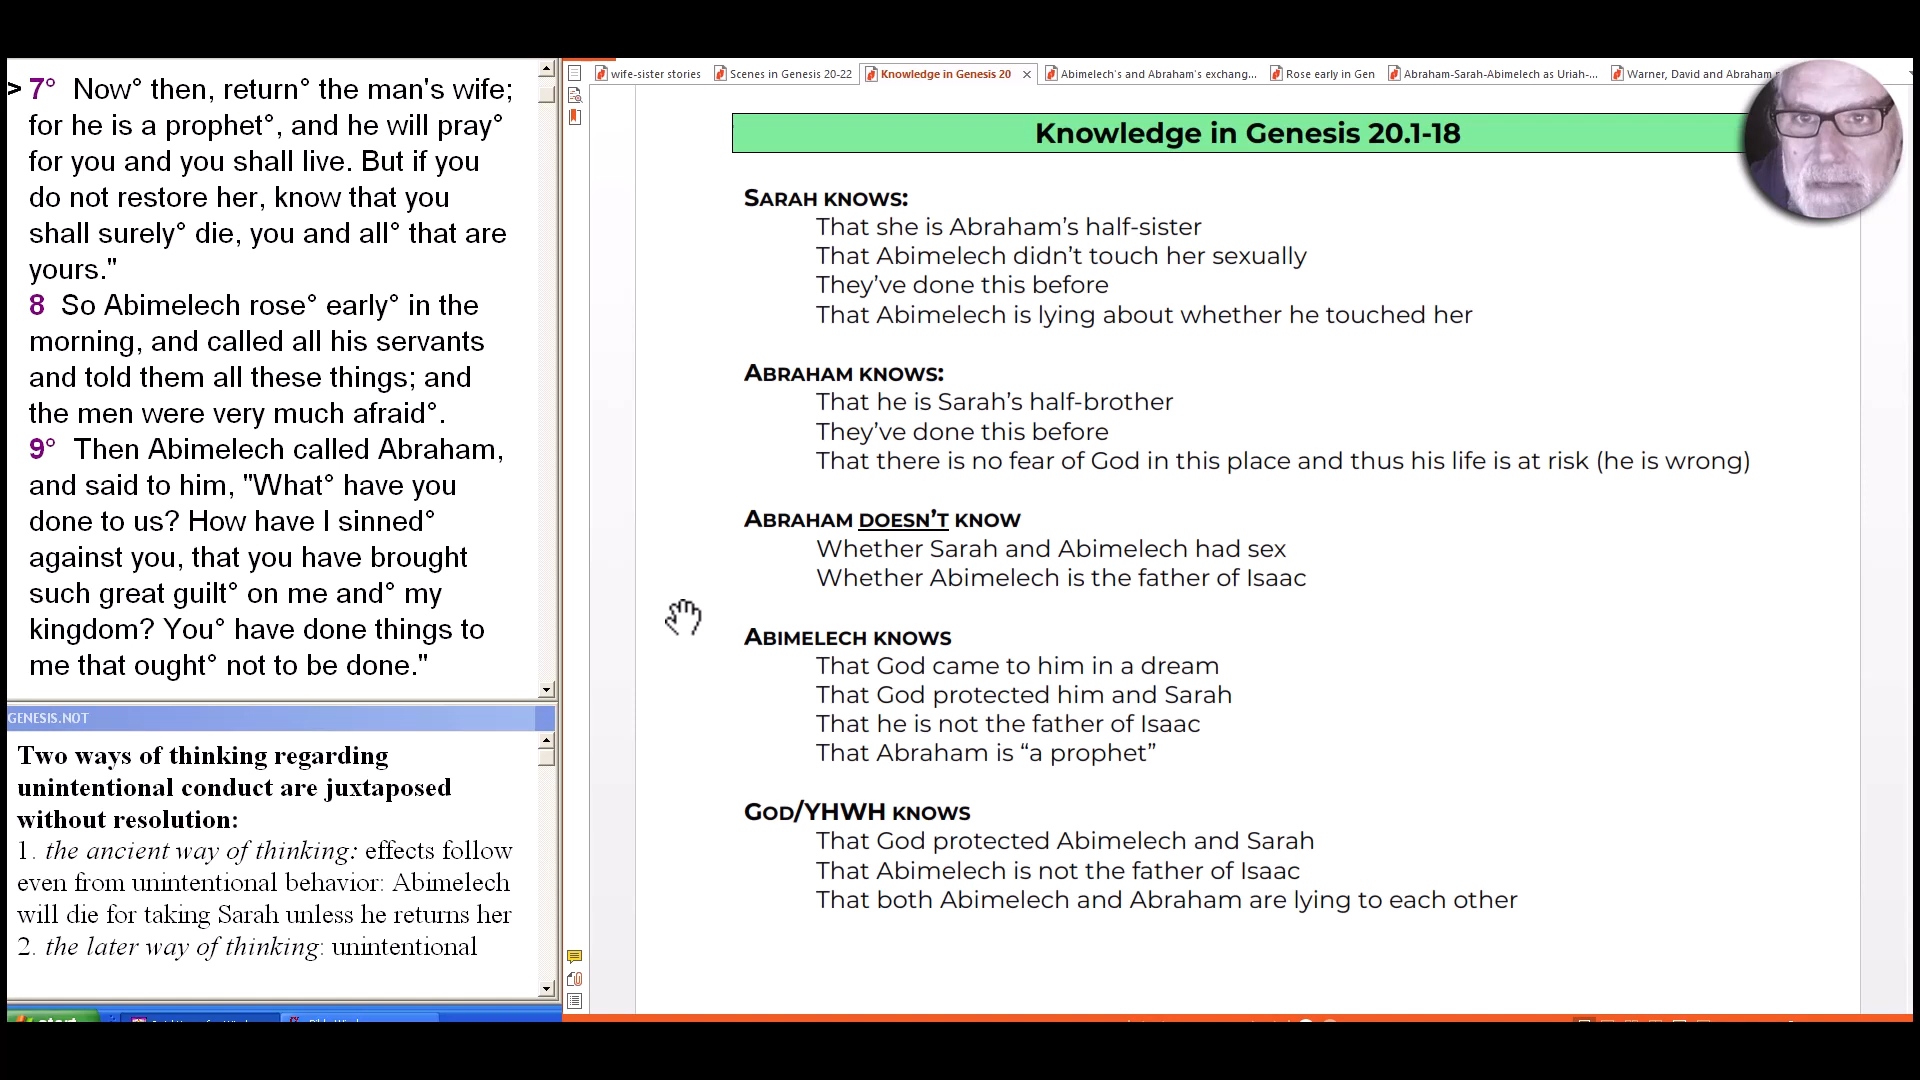 > 7° Now° then, return° the man's wife;
for he is a prophet°, and he will pray°
for you and you shall live. But if you
do not restore her, know that you
shall surely° die, you and all° that are
yours."
8 So Abimelech rose° early° in the
morning, and called all his servants
and told them all these things; and
the men were very much afraid°.
9° Then Abimelech called Abraham,
and said to him, "What° have you
done to us? How have I sinned°
against you, that you have brought
such great guilt° on me and° my
kingdom? You° have done things to
me that ought° not to be done."
GENESIS.NOT
Two ways of thinking regarding
unintentional conduct are juxtaposed
without resolution:
1. the ancient way of thinking: effects follow
even from unintentional behavior: Abimelech
will die for taking Sarah unless he returns her
2. the later way of thinking: unintentional
start
wife-sister stories
Scenes in Genesis 20-22
Knowledge in Genesis 20
Abimelech's and Abraham's exchang...
Rose early in Gen
Abraham-Sarah-Abimelech as Uriah-...
Warner, David and Abraham
Knowledge in Genesis 20.1-18
SARAH KNOWS:
That she is Abraham's half-sister
That Abimelech didn't touch her sexually
They've done this before
That Abimelech is lying about whether he touched her
ABRAHAM KNOWS:
That he is Sarah's half-brother
They've done this before
That there is no fear of God in this place and thus his life is at risk (he is wrong)
ABRAHAM DOESN'T KNOW
Whether Sarah and Abimelech had sex
Whether Abimelech is the father of Isaac
ABIMELECH KNOWS
That God came to him in a dream
That God protected him and Sarah
That he is not the father of Isaac
That Abraham is “a prophet”
GOD/YHWH KNOWS
That God protected Abimelech and Sarah
That Abimelech is not the father of Isaac
That both Abimelech and Abraham are lying to each other